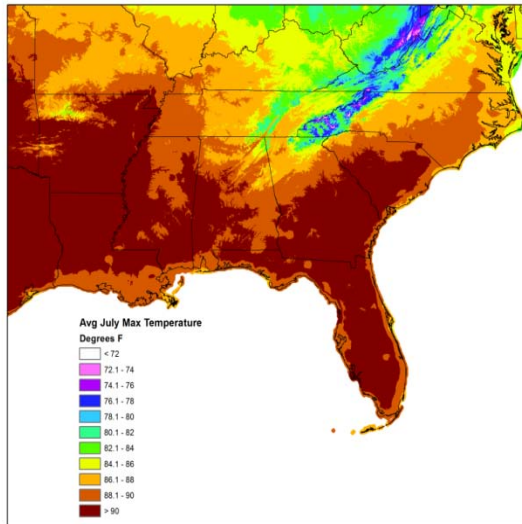 Avg July Max Temperature
Degrees F
< 72
72.1 - 74
74.1 - 76
76.1 - 78
78.1 - 80
80.1 - 82
82.1 - 84
84.1 - 86
86.1 - 88
88.1 - 90
> 90